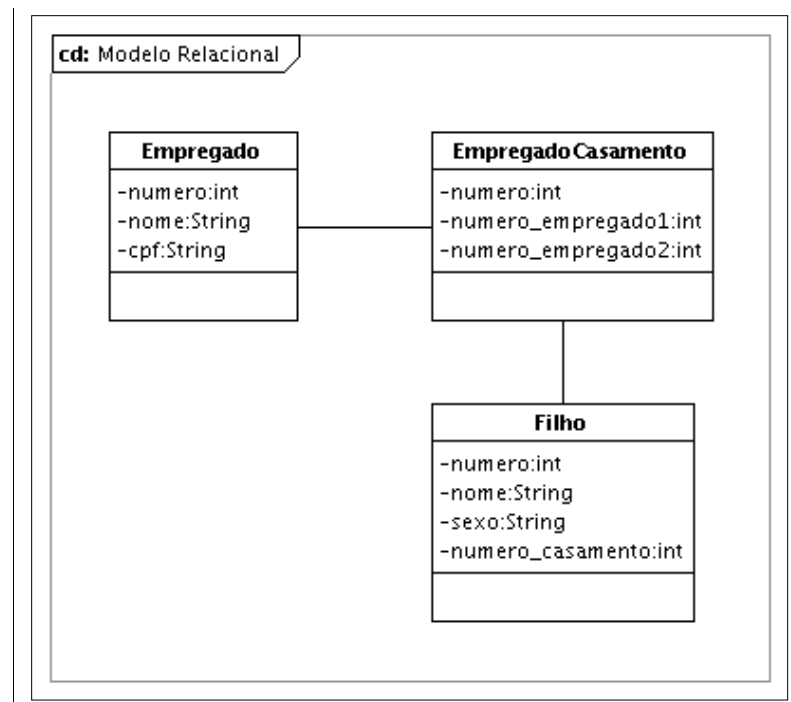 cd: Modelo Relacional
Empregado
-numero:int
-nome:String
-cpf:String
EmpregadoCasamento
-numero:int
-numero_empregado1:int
-numero_empregado2:int
Filho
-numero:int
-nome:String
-sexo:String
-numero_casamento:int